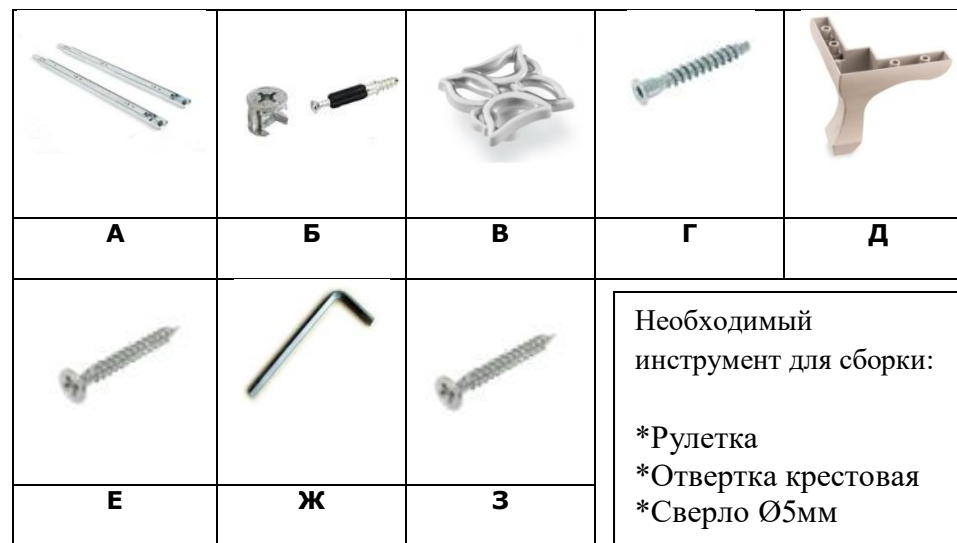 А Б В Г Д
Е Ж З
Необходимый
инструмент для сборки:
*Рулетка
*Отвертка крестовая
*Сверло Ø5мм